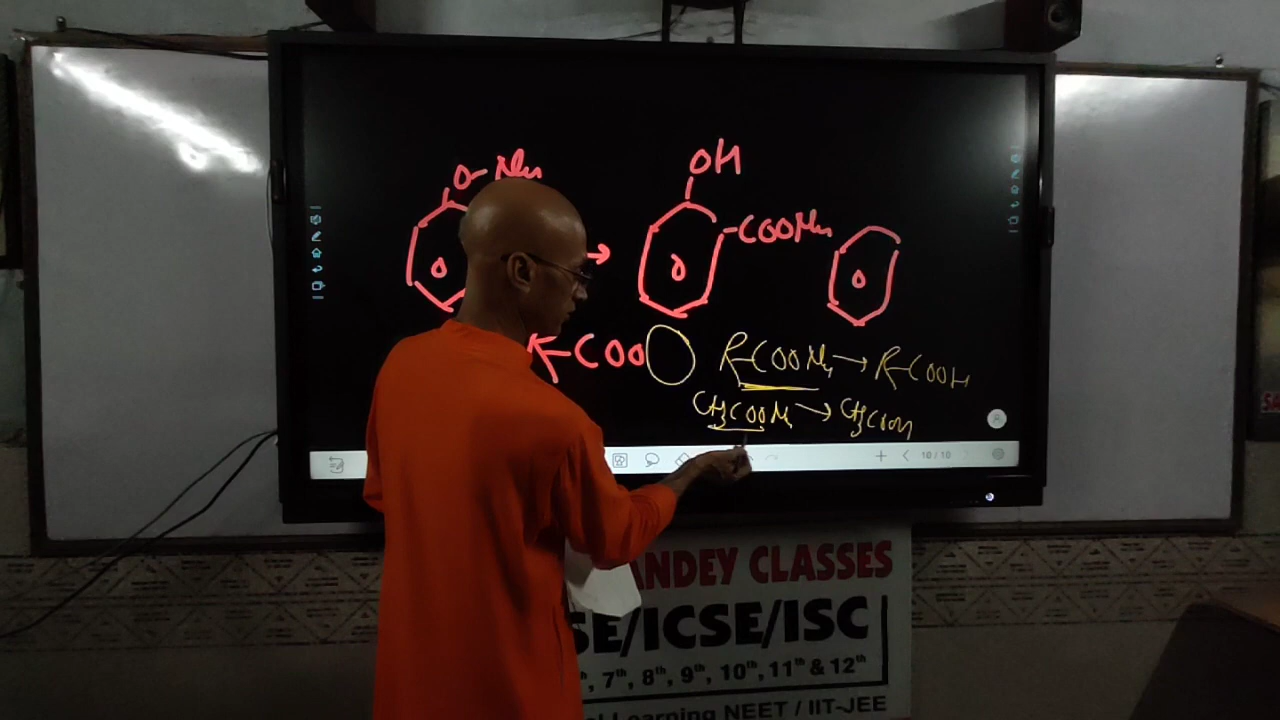 O-Na
OH
COONa
R-COO
R-COONa → R-COOH
CH3COONa → CH3COOH
10/10
ANDEY CLASSES
SE/ICSE/ISC
h, 7th, 8th, 9th, 10th, 11th & 12th
Learning NEET / IIT-JEE